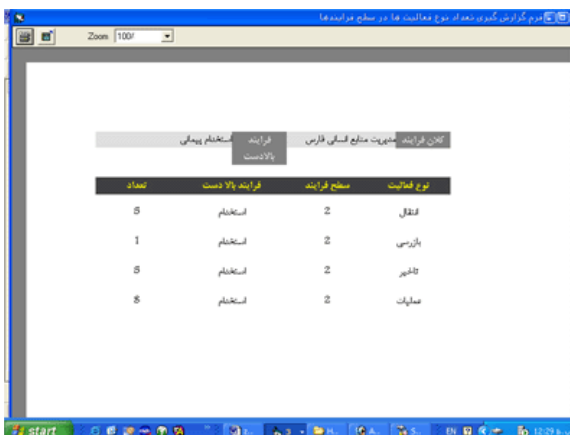 فرم گزارش گیری تعداد نوع فعالیت ها در سطح فرایندها
Zoom 100%
کلان فرایند مدیریت منابع انسانی فارس فرایند بالادست استخدام پیمانی
نوع فعالیت سطح فرایند فرایند بالا دست تعداد
انتقال 2 استخدام 5
بازرسی 2 استخدام 1
تاخیر 2 استخدام 5
عملیات 2 استخدام 8
start EN 12:29